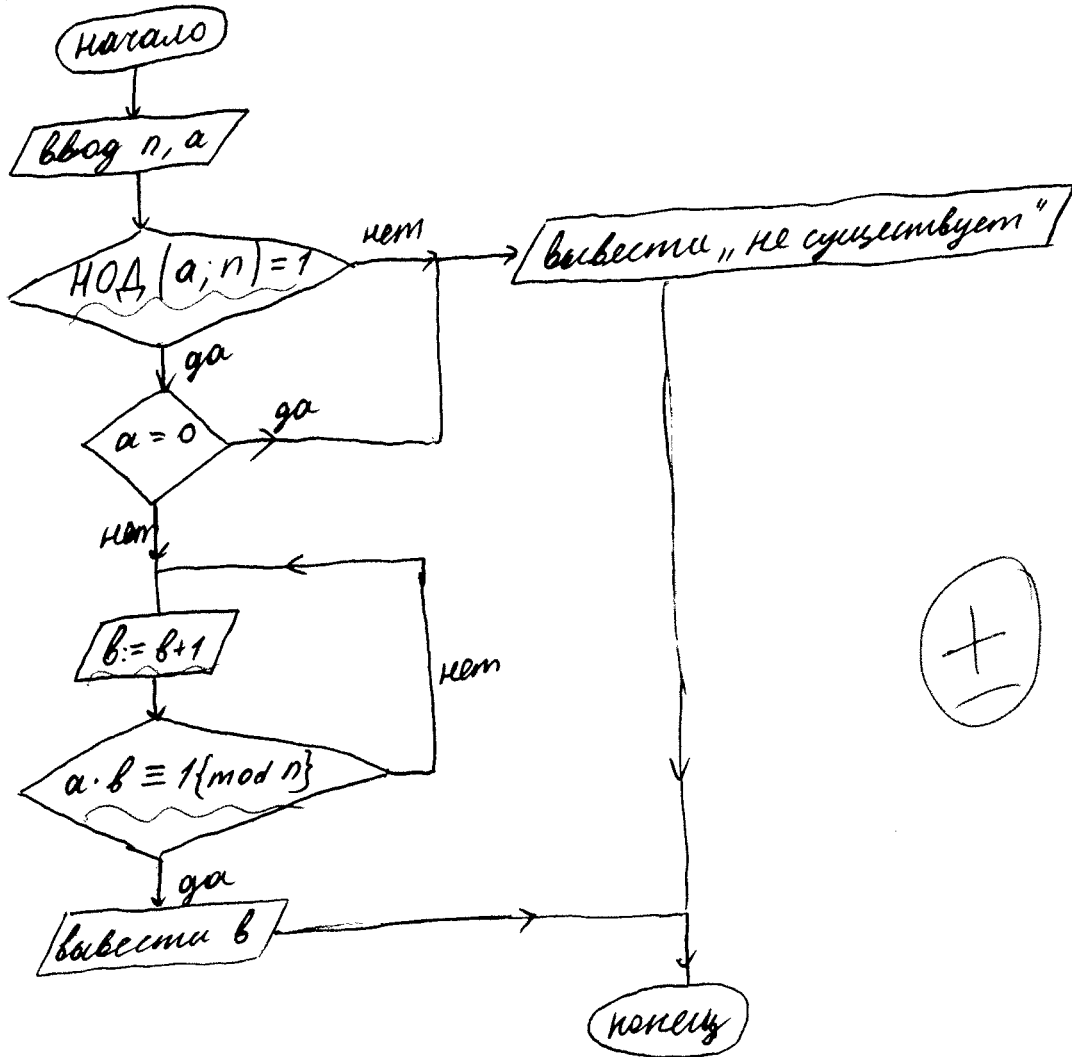 начало
ввод n, a
НОД (a; n) = 1
нет
вывести „не существует“
да
a = 0
да
нет
в := в+1
нет
a · в ≡ 1{mod n}
да
вывести в
конец
+